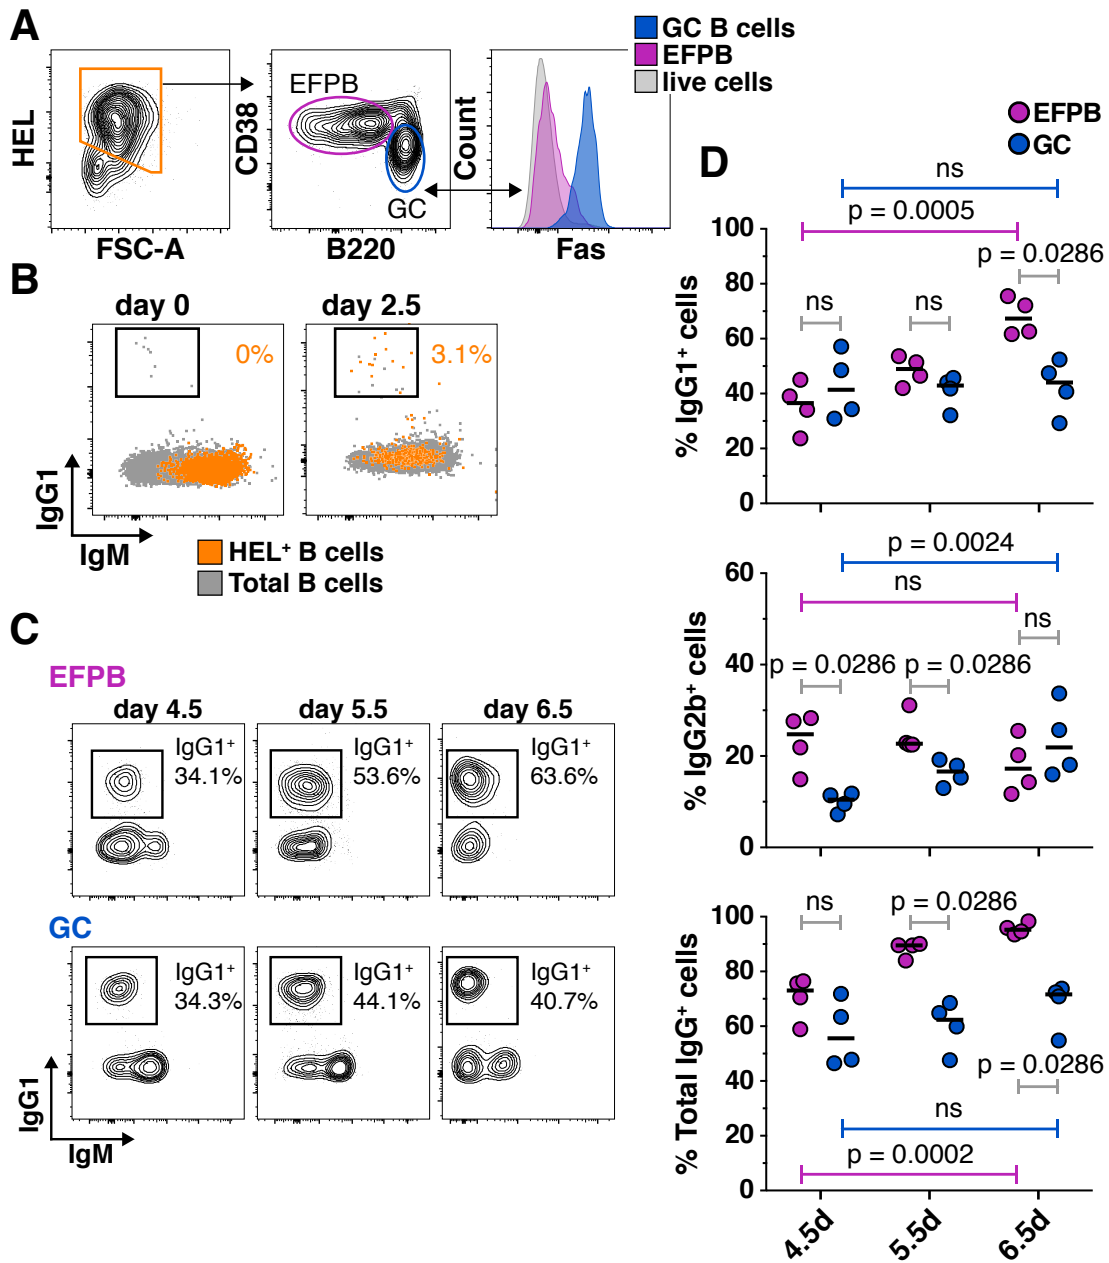 A
GC B cells
EFPB
live cells
HEL
FSC-A
CD38
EFPB
GC
B220
Count
Fas
B
day 0
day 2.5
0%
3.1%
IgG1
IgM
HEL⁺ B cells
Total B cells
C
EFPB
day 4.5
day 5.5
day 6.5
IgG1⁺
34.1%
IgG1⁺
53.6%
IgG1⁺
63.6%
GC
IgG1⁺
34.3%
IgG1⁺
44.1%
IgG1⁺
40.7%
IgG1
IgM
D
EFPB
GC
ns
p = 0.0005
p = 0.0286
ns
ns
% IgG1⁺ cells
100
80
60
40
20
0
p = 0.0024
ns
ns
p = 0.0286
p = 0.0286
% IgG2b⁺ cells
60
40
20
0
ns
p = 0.0286
p = 0.0286
ns
p = 0.0002
% Total IgG⁺ cells
100
80
60
40
20
0
4.5d
5.5d
6.5d